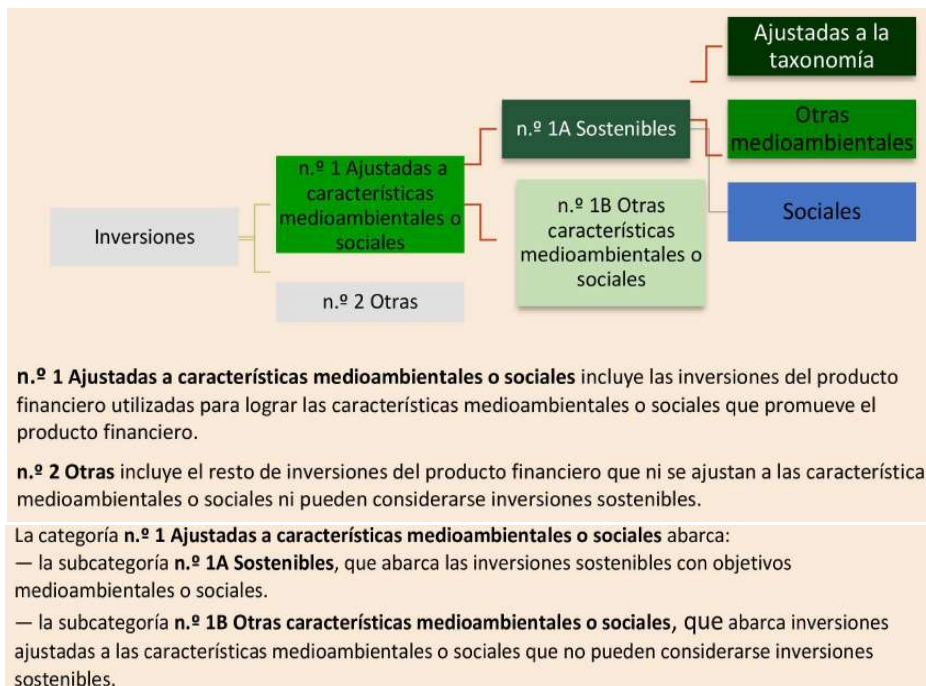 Ajustadas a la
taxonomía
n.º 1A Sostenibles
Otras
medioambientales
n.º 1 Ajustadas a
características
medioambientales o
sociales
n.º 1B Otras
características
medioambientales o
sociales
Sociales
Inversiones
n.º 2 Otras
n.º 1 Ajustadas a características medioambientales o sociales incluye las inversiones del producto
financiero utilizadas para lograr las características medioambientales o sociales que promueve el
producto financiero.
n.º 2 Otras incluye el resto de inversiones del producto financiero que ni se ajustan a las característica
medioambientales o sociales ni pueden considerarse inversiones sostenibles.
La categoría n.º 1 Ajustadas a características medioambientales o sociales abarca:
— la subcategoría n.º 1A Sostenibles, que abarca las inversiones sostenibles con objetivos
medioambientales o sociales.
— la subcategoría n.º 1B Otras características medioambientales o sociales, que abarca inversiones
ajustadas a las características medioambientales o sociales que no pueden considerarse inversiones
sostenibles.